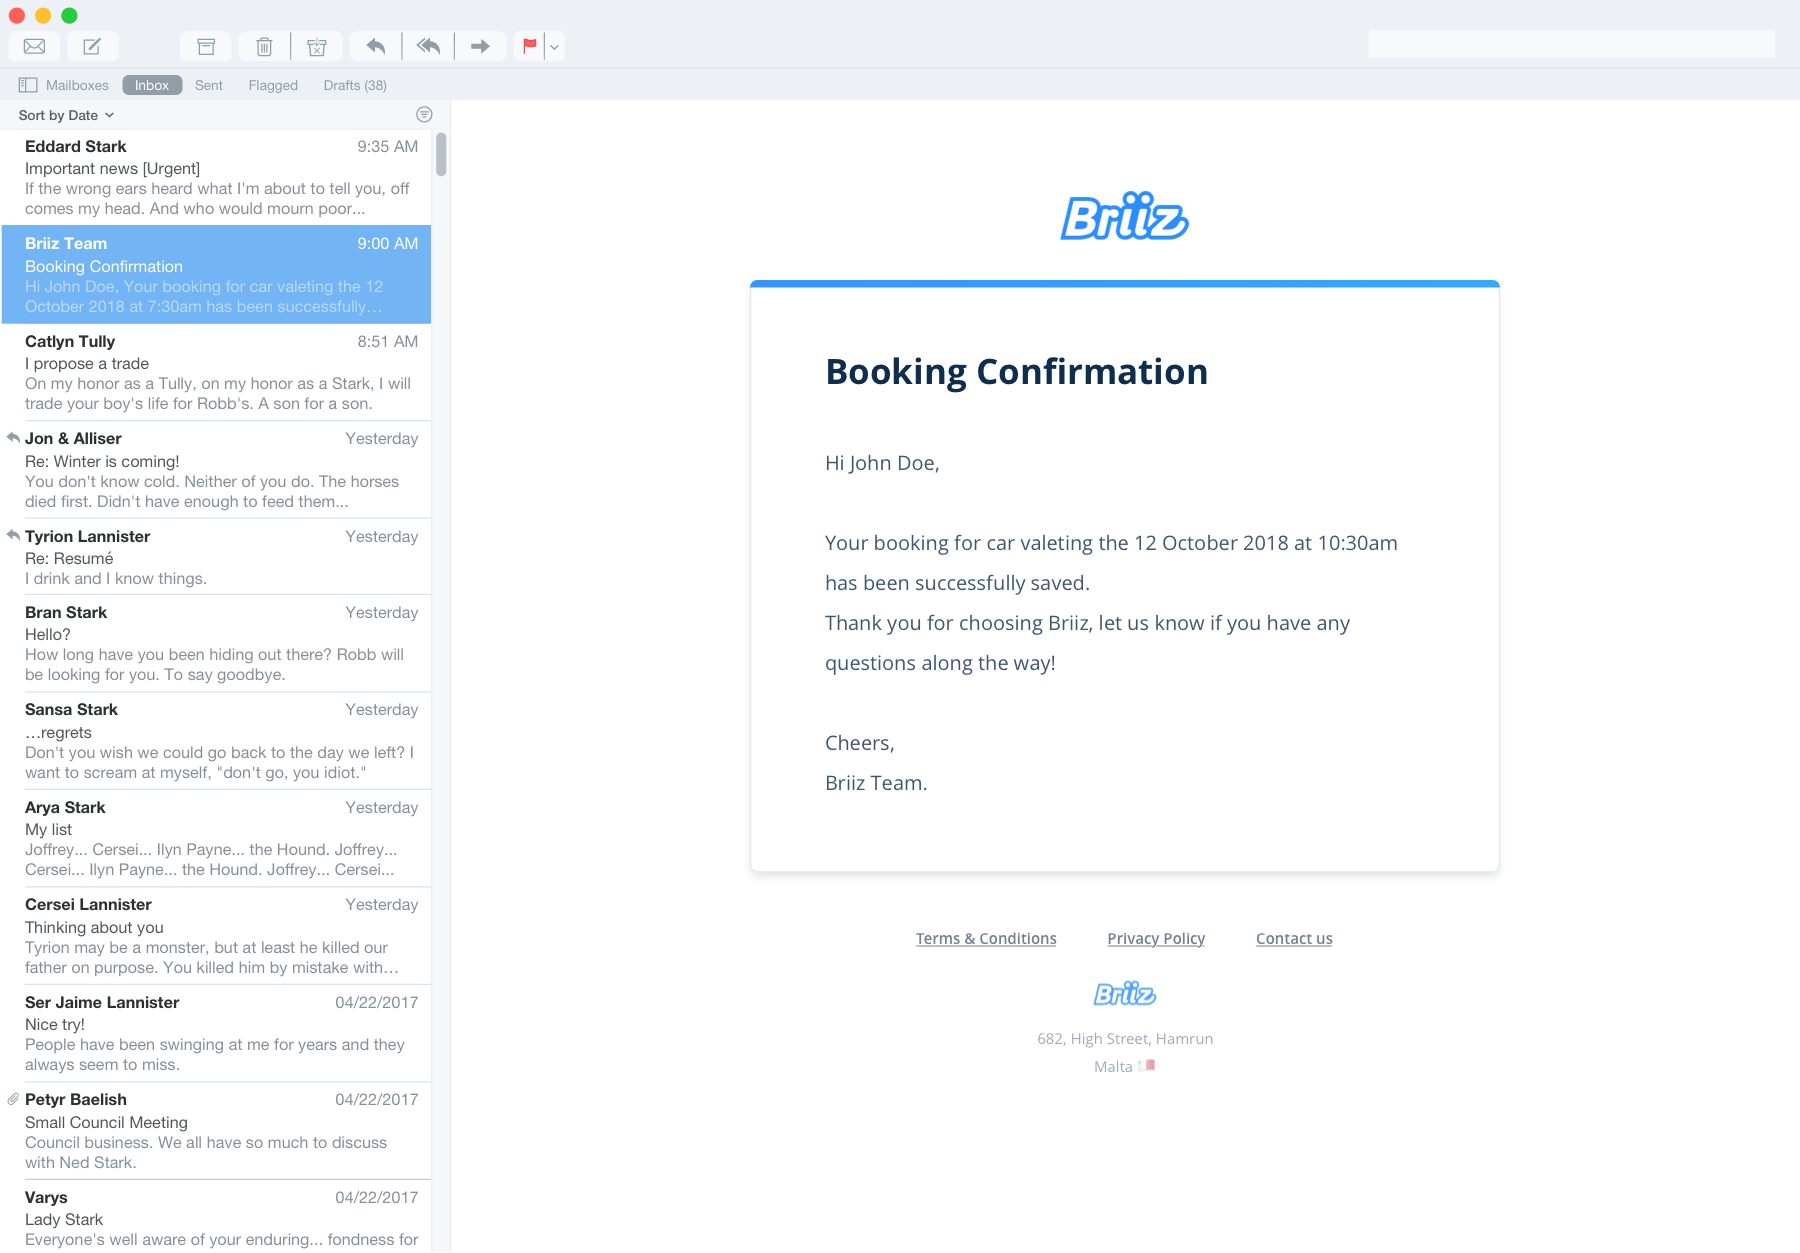 Mailboxes
Inbox
Sent
Flagged
Drafts (38)
Sort by Date
Eddard Stark
9:35 AM
Important news [Urgent]
If the wrong ears heard what I'm about to tell you, off
comes my head. And who would mourn poor...
Briiz Team
9:00 AM
Booking Confirmation
Hi John Doe, Your booking for car valeting the 12
October 2018 at 7:30am has been successfully…
Catlyn Tully
8:51 AM
I propose a trade
On my honor as a Tully, on my honor as a Stark, I will
trade your boy's life for Robb's. A son for a son.
Jon & Alliser
Yesterday
Re: Winter is coming!
You don't know cold. Neither of you do. The horses
died first. Didn't have enough to feed them...
Tyrion Lannister
Yesterday
Re: Resumé
I drink and I know things.
Bran Stark
Yesterday
Hello?
How long have you been hiding out there? Robb will
be looking for you. To say goodbye.
Sansa Stark
Yesterday
…regrets
Don't you wish we could go back to the day we left? I
want to scream at myself, "don't go, you idiot."
Arya Stark
Yesterday
My list
Joffrey... Cersei... Ilyn Payne... the Hound. Joffrey...
Cersei... Ilyn Payne... the Hound. Joffrey... Cersei...
Cersei Lannister
Yesterday
Thinking about you
Tyrion may be a monster, but at least he killed our
father on purpose. You killed him by mistake with…
Ser Jaime Lannister
04/22/2017
Nice try!
People have been swinging at me for years and they
always seem to miss.
Petyr Baelish
04/22/2017
Small Council Meeting
Council business. We all have so much to discuss
with Ned Stark.
Varys
04/22/2017
Lady Stark
Everyone's well aware of your enduring... fondness for
Briiz
Booking Confirmation
Hi John Doe,
Your booking for car valeting the 12 October 2018 at 10:30am
has been successfully saved.
Thank you for choosing Briiz, let us know if you have any
questions along the way!
Cheers,
Briiz Team.
Terms & Conditions
Privacy Policy
Contact us
Briiz
682, High Street, Hamrun
Malta